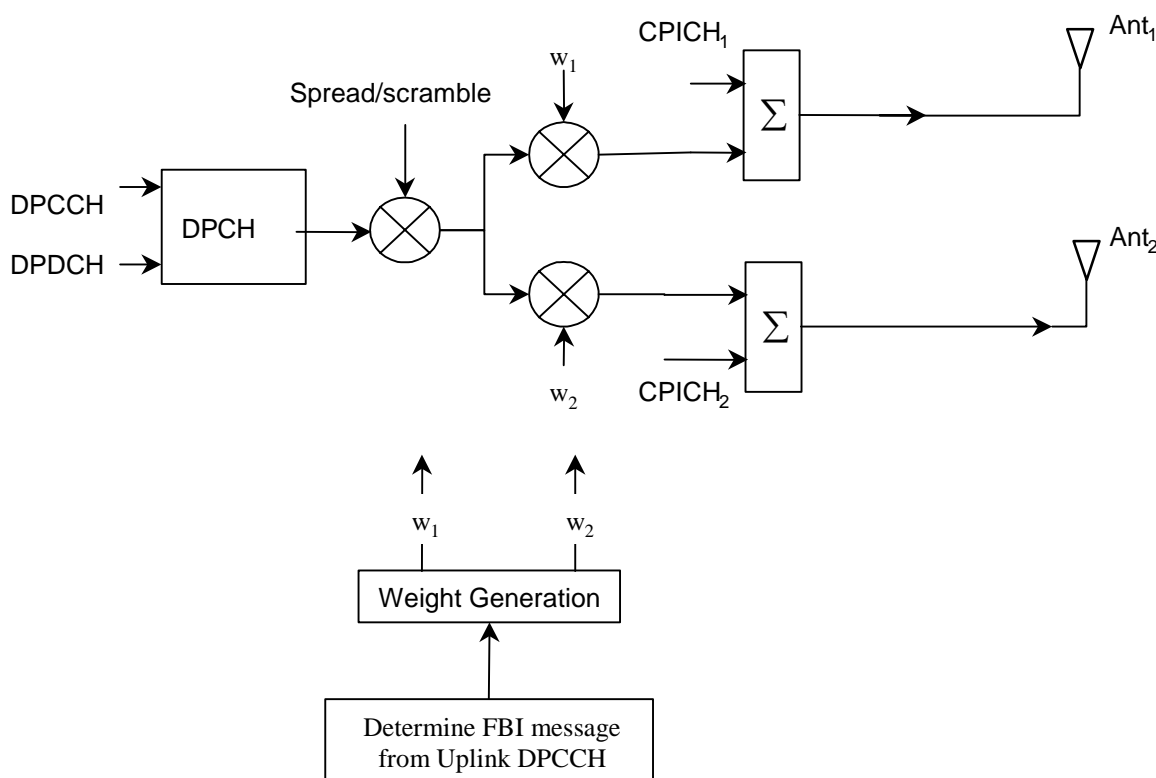 CPICH₁
Ant₁
w₁
Spread/scramble
Σ
DPCCH
DPCH
DPDCH
Ant₂
Σ
w₂
CPICH₂
w₁
w₂
Weight Generation
Determine FBI message
from Uplink DPCCH